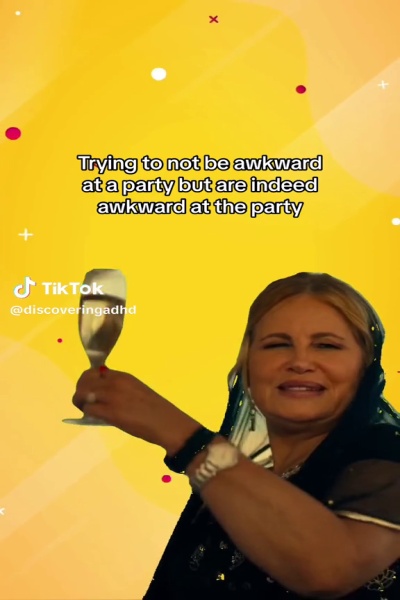 Trying to not be awkward
at a party but are indeed
awkward at the party
TikTok
@discoveringadhd